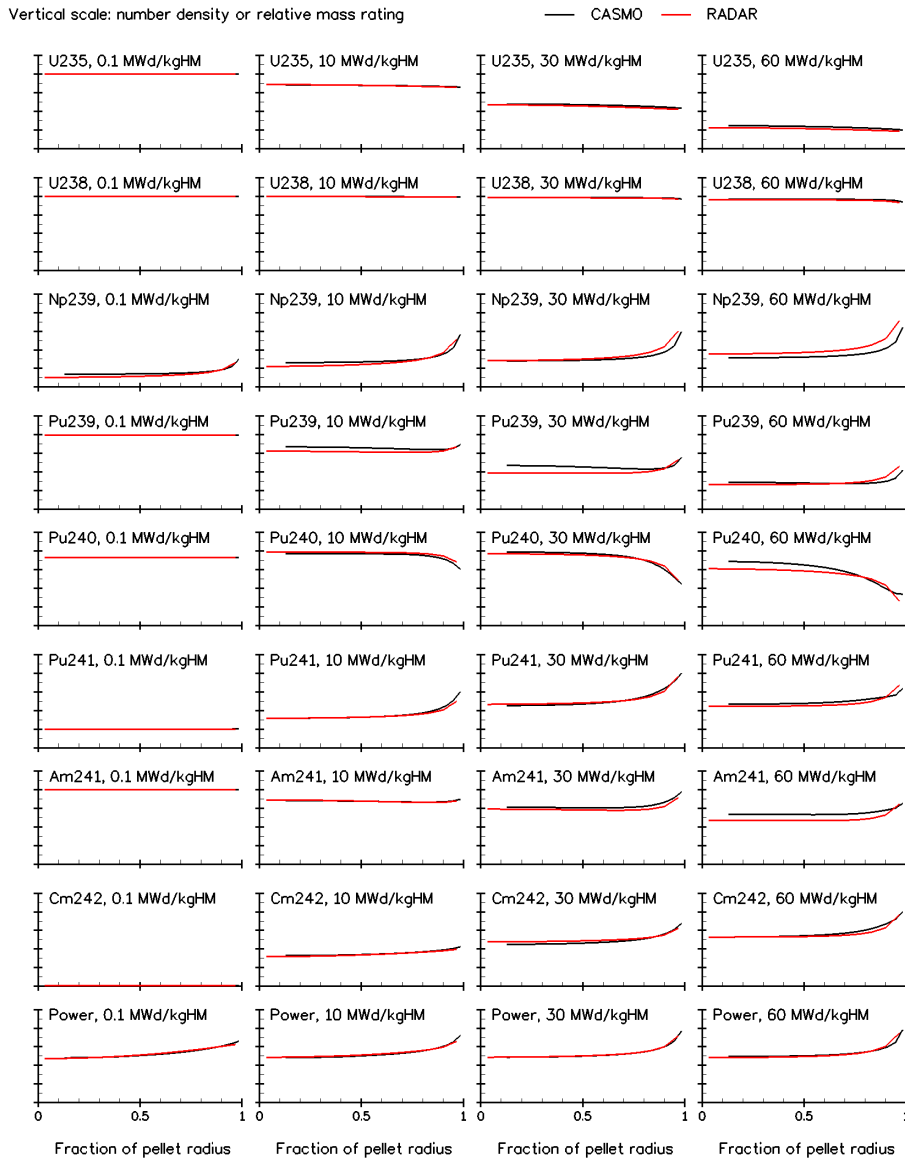 Vertical scale: number density or relative mass rating CASMO RADAR
U235, 0.1 MWd/kgHM U235, 10 MWd/kgHM U235, 30 MWd/kgHM U235, 60 MWd/kgHM
U238, 0.1 MWd/kgHM U238, 10 MWd/kgHM U238, 30 MWd/kgHM U238, 60 MWd/kgHM
Np239, 0.1 MWd/kgHM Np239, 10 MWd/kgHM Np239, 30 MWd/kgHM Np239, 60 MWd/kgHM
Pu239, 0.1 MWd/kgHM Pu239, 10 MWd/kgHM Pu239, 30 MWd/kgHM Pu239, 60 MWd/kgHM
Pu240, 0.1 MWd/kgHM Pu240, 10 MWd/kgHM Pu240, 30 MWd/kgHM Pu240, 60 MWd/kgHM
Pu241, 0.1 MWd/kgHM Pu241, 10 MWd/kgHM Pu241, 30 MWd/kgHM Pu241, 60 MWd/kgHM
Am241, 0.1 MWd/kgHM Am241, 10 MWd/kgHM Am241, 30 MWd/kgHM Am241, 60 MWd/kgHM
Cm242, 0.1 MWd/kgHM Cm242, 10 MWd/kgHM Cm242, 30 MWd/kgHM Cm242, 60 MWd/kgHM
Power, 0.1 MWd/kgHM Power, 10 MWd/kgHM Power, 30 MWd/kgHM Power, 60 MWd/kgHM
0 0.5 1 0 0.5 1 0 0.5 1 0 0.5 1
Fraction of pellet radius Fraction of pellet radius Fraction of pellet radius Fraction of pellet radius